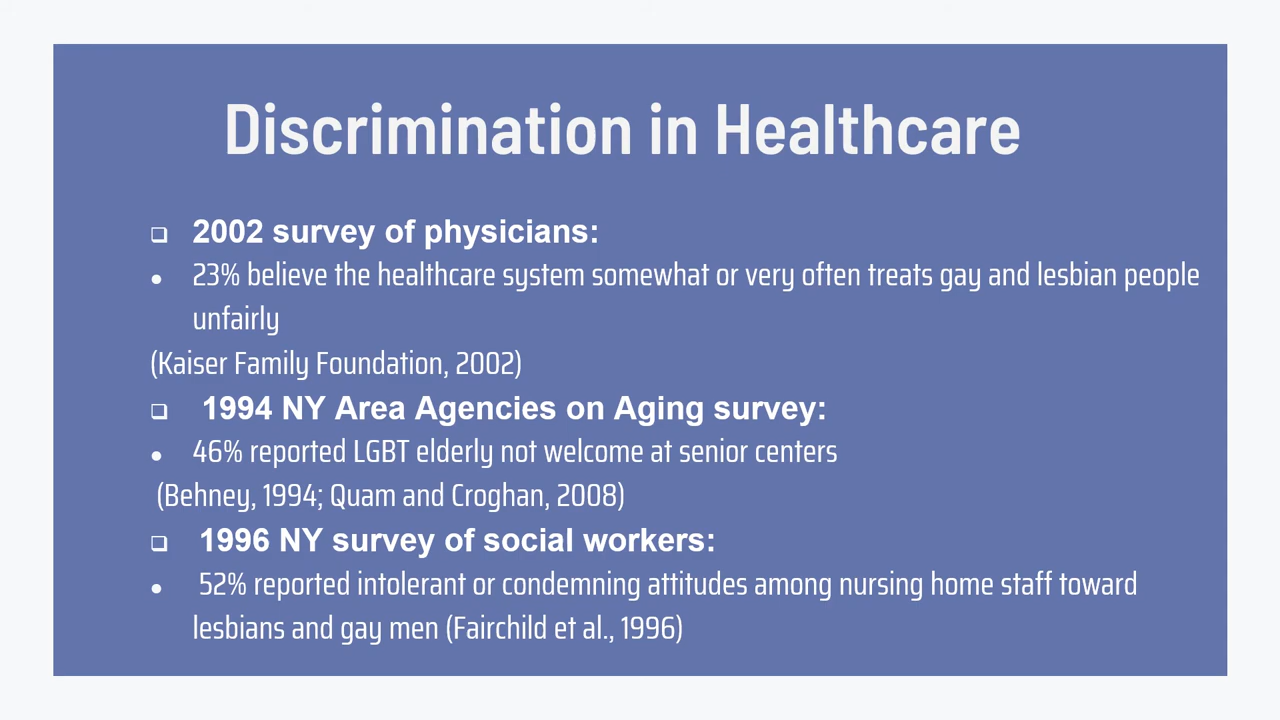 Discrimination in Healthcare
❑ 2002 survey of physicians:
● 23% believe the healthcare system somewhat or very often treats gay and lesbian people
unfairly
(Kaiser Family Foundation, 2002)
❑ 1994 NY Area Agencies on Aging survey:
● 46% reported LGBT elderly not welcome at senior centers
(Behney, 1994; Quam and Croghan, 2008)
❑ 1996 NY survey of social workers:
● 52% reported intolerant or condemning attitudes among nursing home staff toward
lesbians and gay men (Fairchild et al., 1996)